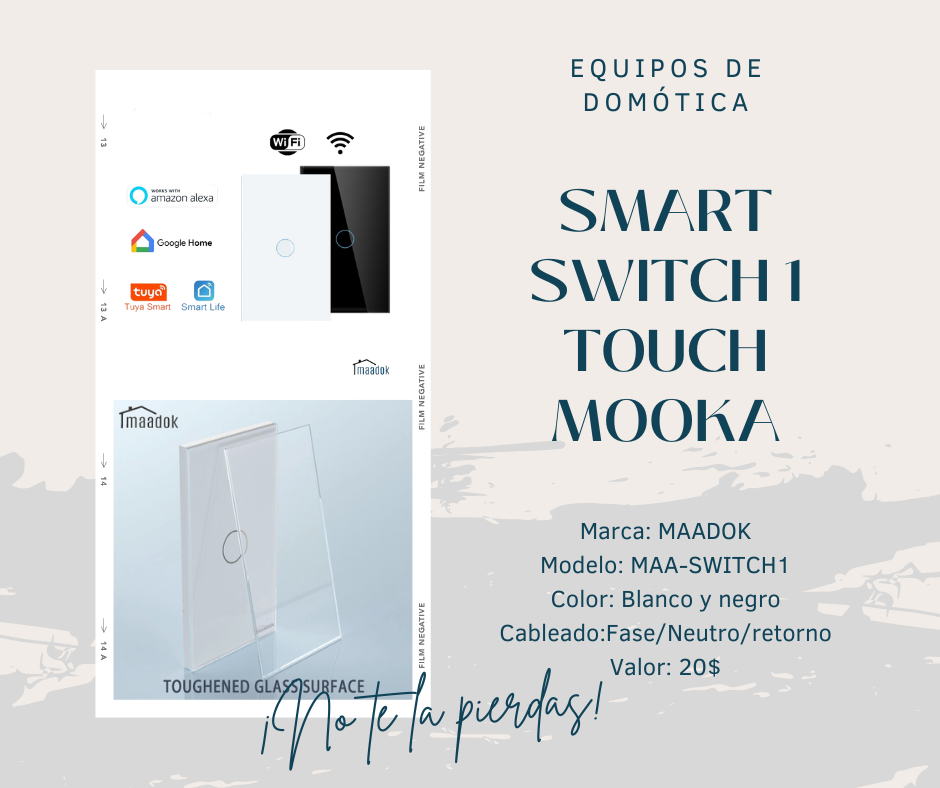 EQUIPOS DE
DOMÓTICA
SMART
SWITCH 1
TOUCH
MOOKA
Marca: MAADOK
Modelo: MAA-SWITCH1
Color: Blanco y negro
Cableado:Fase/Neutro/retorno
Valor: 20$
¡No te la pierdas!
13
13 A
14
14 A
FILM NEGATIVE
FILM NEGATIVE
FILM NEGATIVE
WiFi
WORKS WITH
amazon alexa
Google Home
tuya
Tuya Smart
Smart Life
maadok
maadok
TOUGHENED GLASS SURFACE